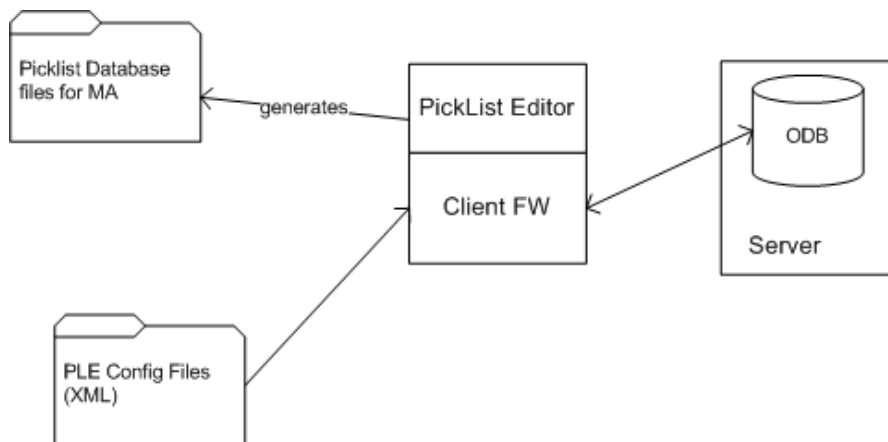 Picklist Database
files for MA
generates
PickList Editor
Client FW
ODB
Server
PLE Config Files
(XML)